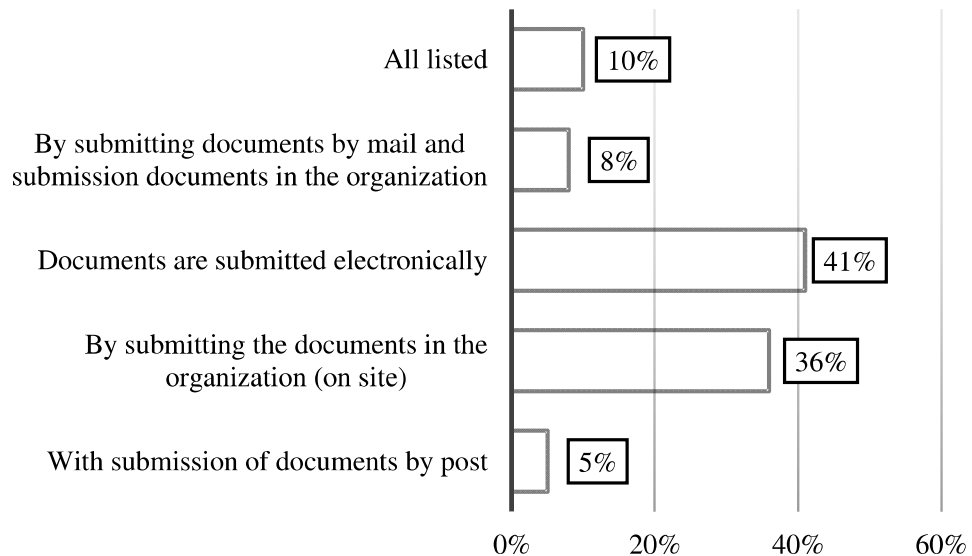 All listed
10%
By submitting documents by mail and
submission documents in the organization
8%
Documents are submitted electronically
41%
By submitting the documents in the
organization (on site)
36%
With submission of documents by post
5%
0%
20%
40%
60%